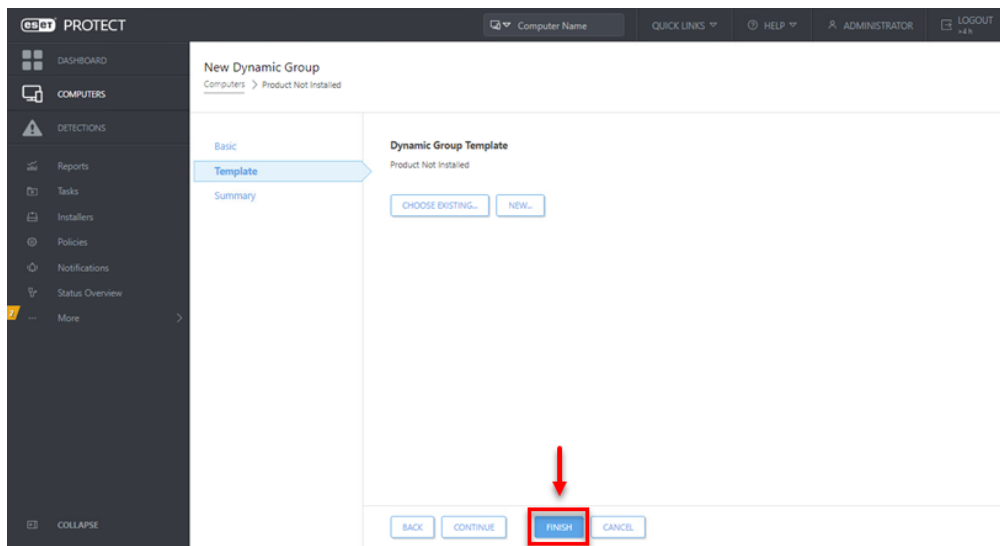 eset PROTECT
Computer Name
QUICK LINKS
HELP
ADMINISTRATOR
LOGOUT
>4 h
DASHBOARD
COMPUTERS
DETECTIONS
Reports
Tasks
Installers
Policies
Notifications
Status Overview
More
COLLAPSE
New Dynamic Group
Computers > Product Not Installed
Basic
Template
Summary
Dynamic Group Template
Product Not Installed
CHOOSE EXISTING... NEW...
BACK CONTINUE FINISH CANCEL